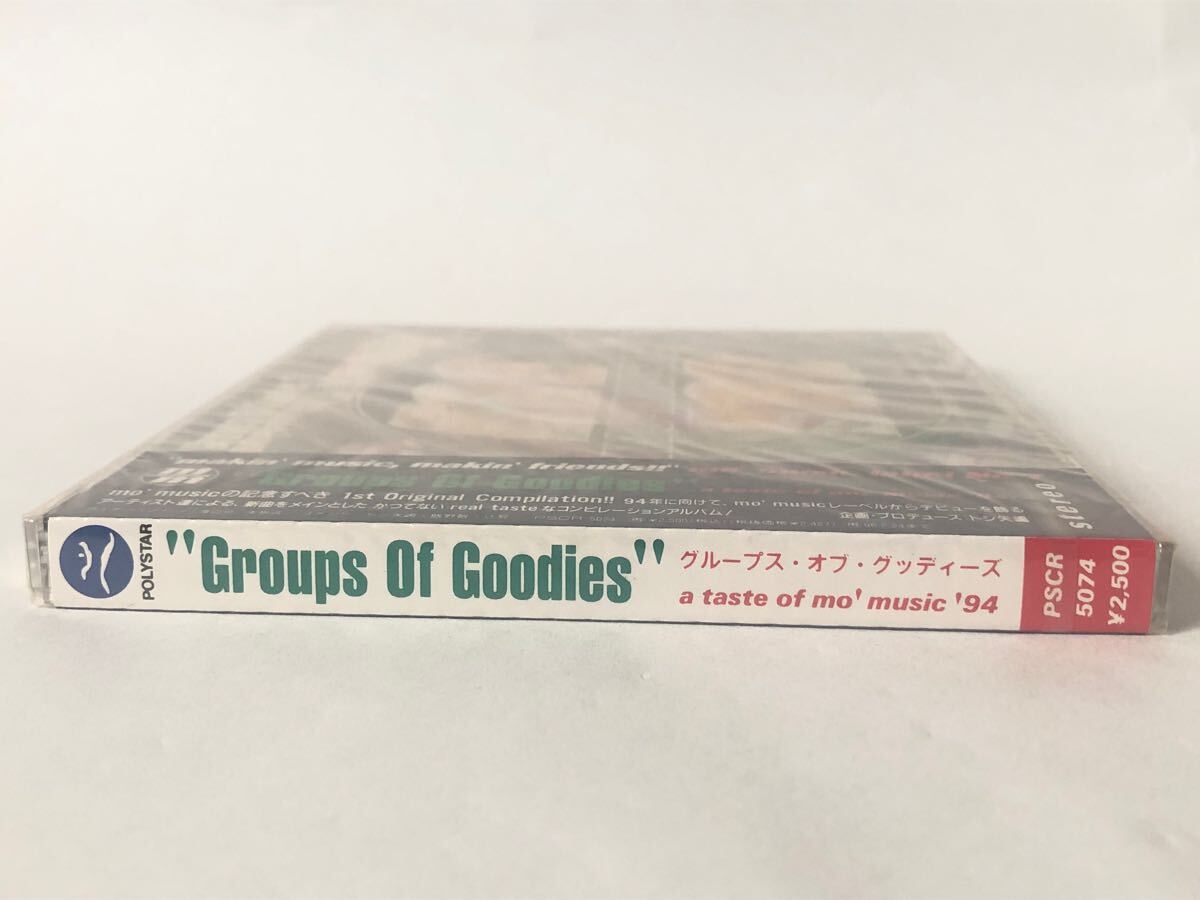 makin' music, makin' friends!!"
"Groups Of Goodies"
mo' musicの記念すべき 1st Original Compilation!! 94年に向けて、mo' musicレーベルからデビューを飾る
アーティスト達による、新曲をメインとした かつてない real taste なコンピレーションアルバム!
企画・プロデュース
stereo
POLYSTAR
"Groups Of Goodies"
グループス・オブ・グッディーズ
a taste of mo' music '94
PSCR
5074
¥2,500